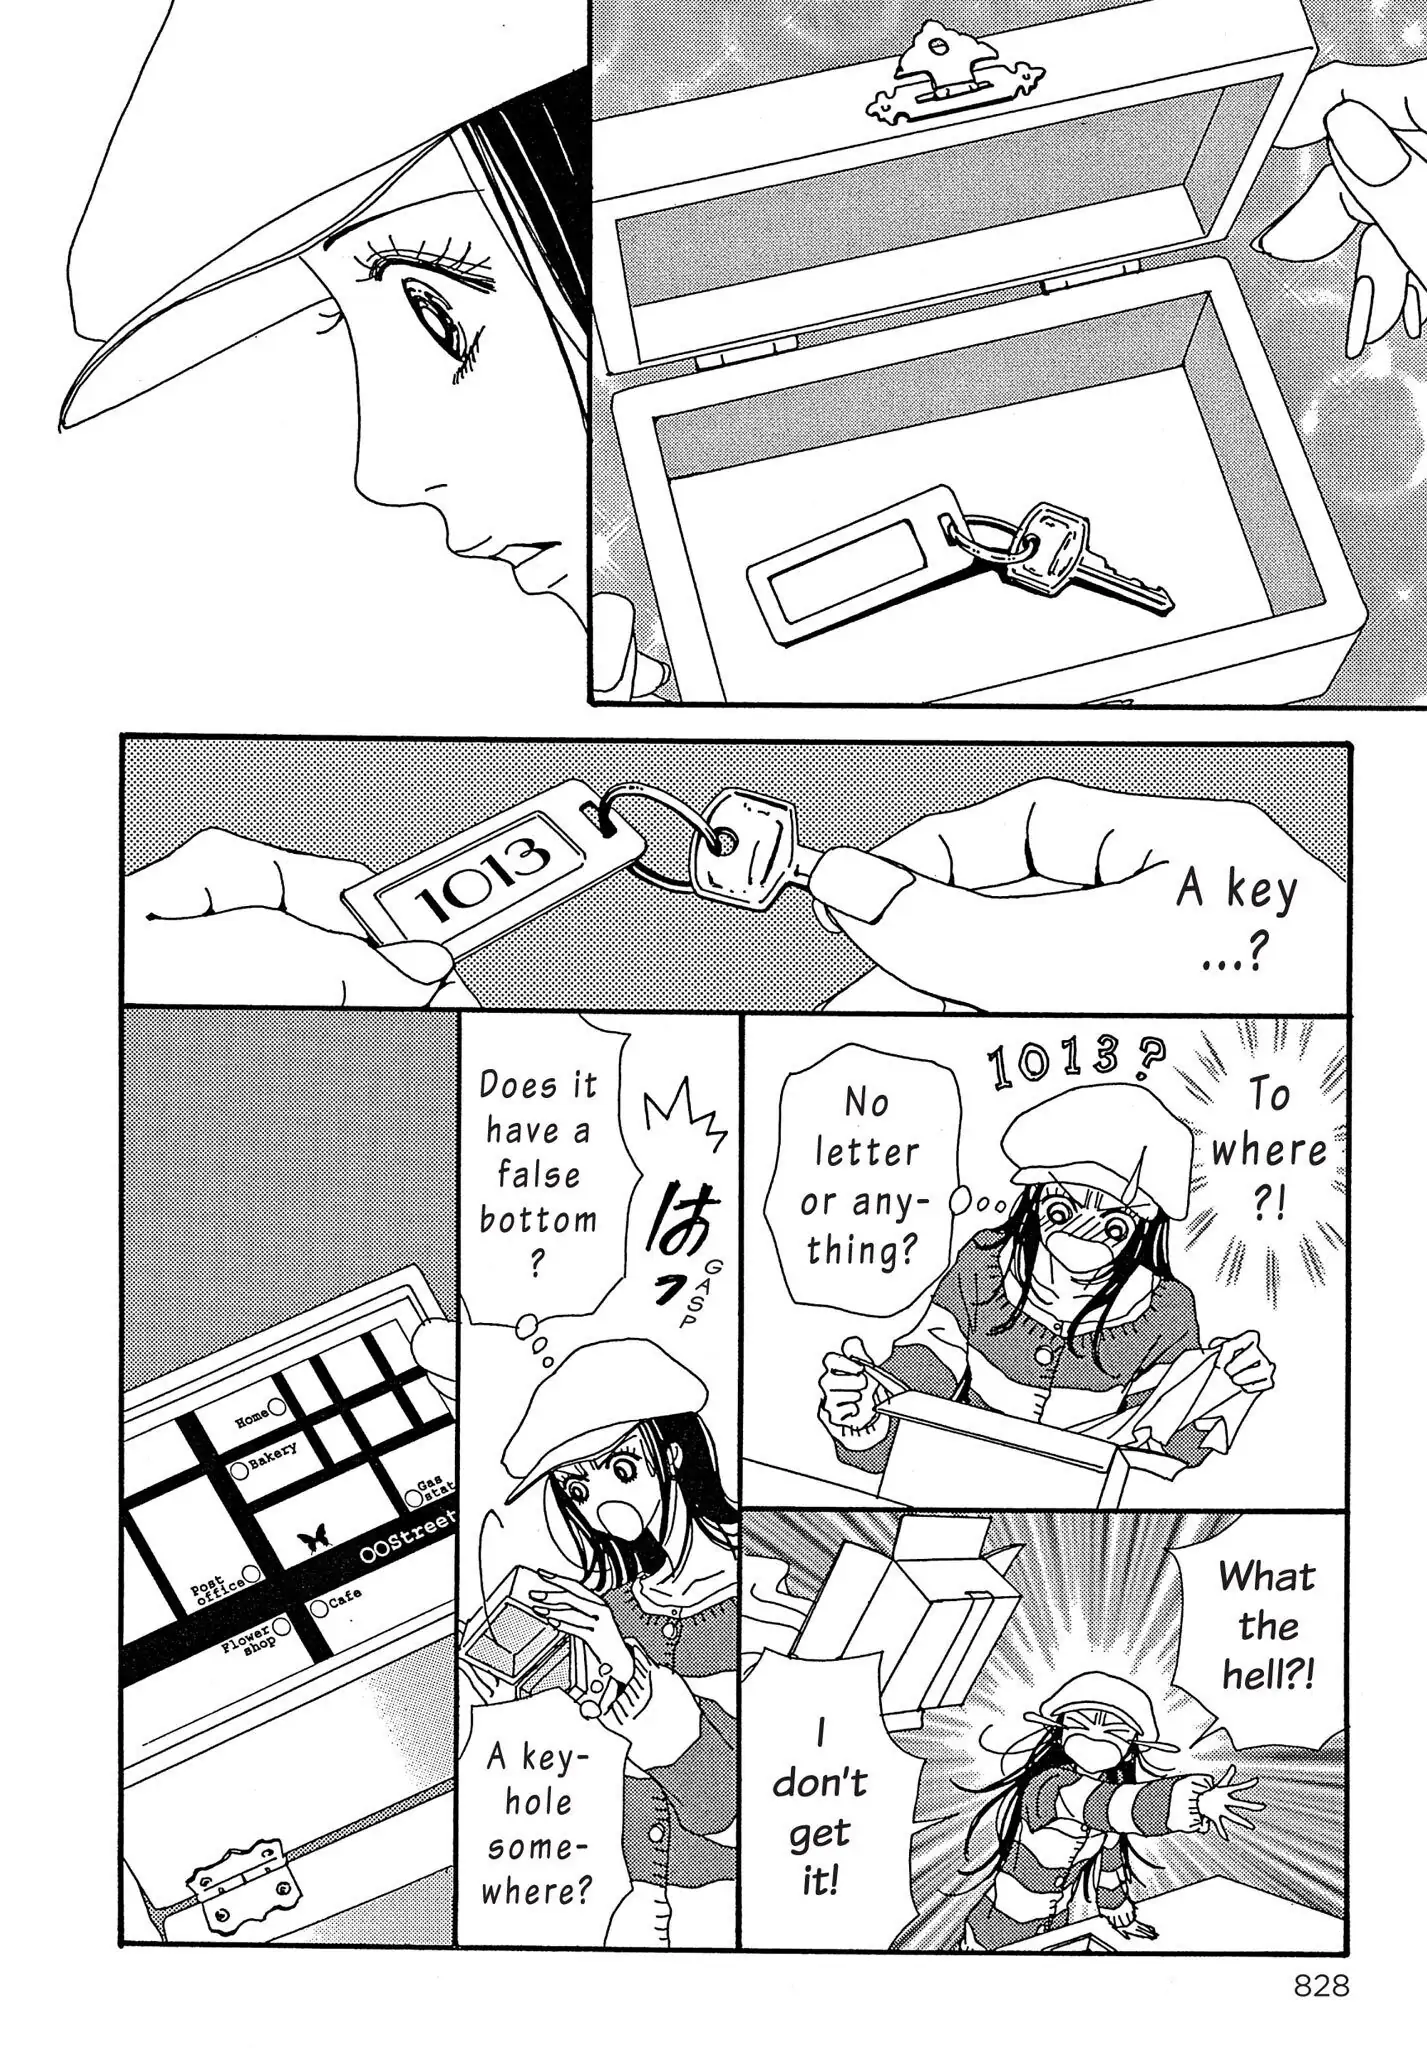 1013
A key
...?
1013?
To
where
?!
No
letter
or any-
thing?
What
the
hell?!
I
don't
get
it!
Does it
have a
false
bottom
?
はっ
GASP
A key-
hole
some-
where?
Home
Bakery
Gas
stat
OOStreet
Post
office
Cafe
Flower
shop
828